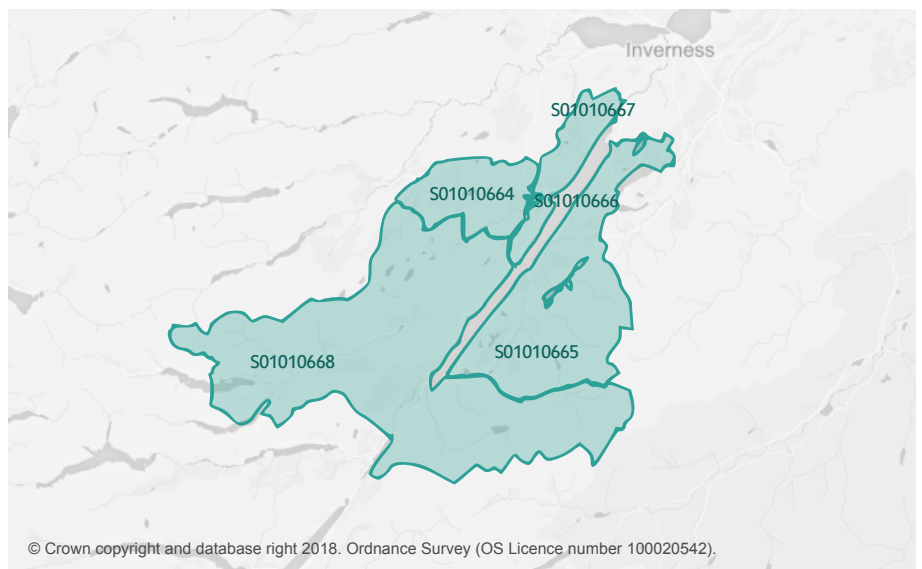 Inverness
S01010667
S01010664
S01010666
S01010665
S01010668
© Crown copyright and database right 2018. Ordnance Survey (OS Licence number 100020542).